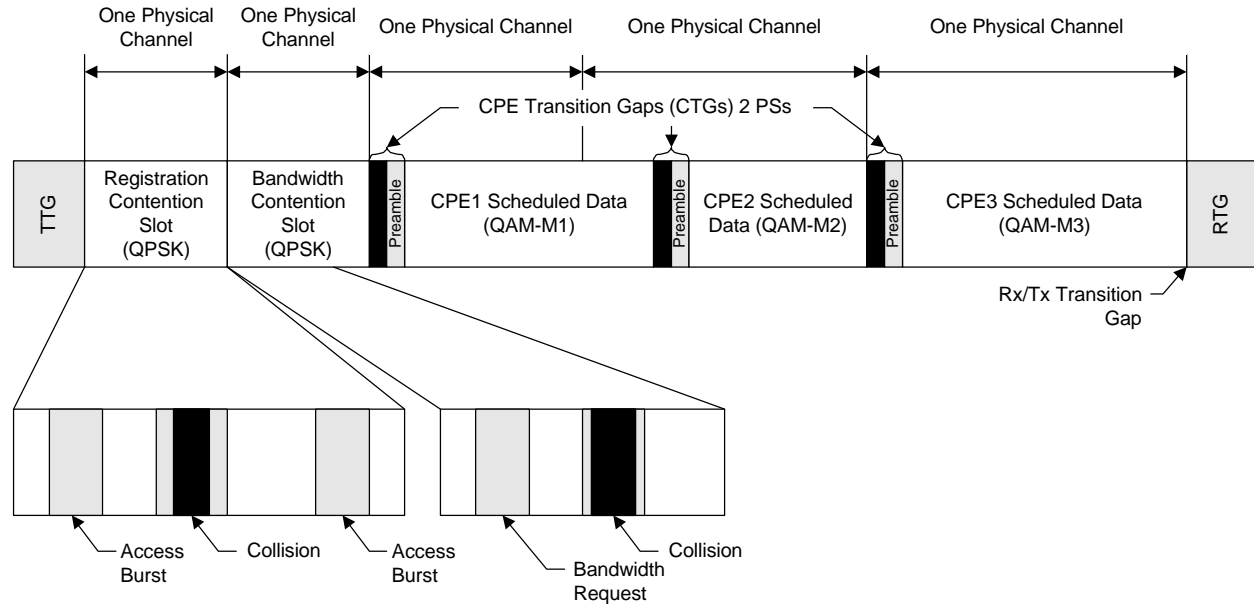 One Physical
Channel
One Physical
Channel
One Physical Channel
One Physical Channel
One Physical Channel
CPE Transition Gaps (CTGs) 2 PSs
TTG
Registration
Contention
Slot
(QPSK)
Bandwidth
Contention
Slot
(QPSK)
Preamble
CPE1 Scheduled Data
(QAM-M1)
Preamble
CPE2 Scheduled
Data (QAM-M2)
Preamble
CPE3 Scheduled Data
(QAM-M3)
RTG
Rx/Tx Transition
Gap
Access
Burst
Collision
Access
Burst
Bandwidth
Request
Collision